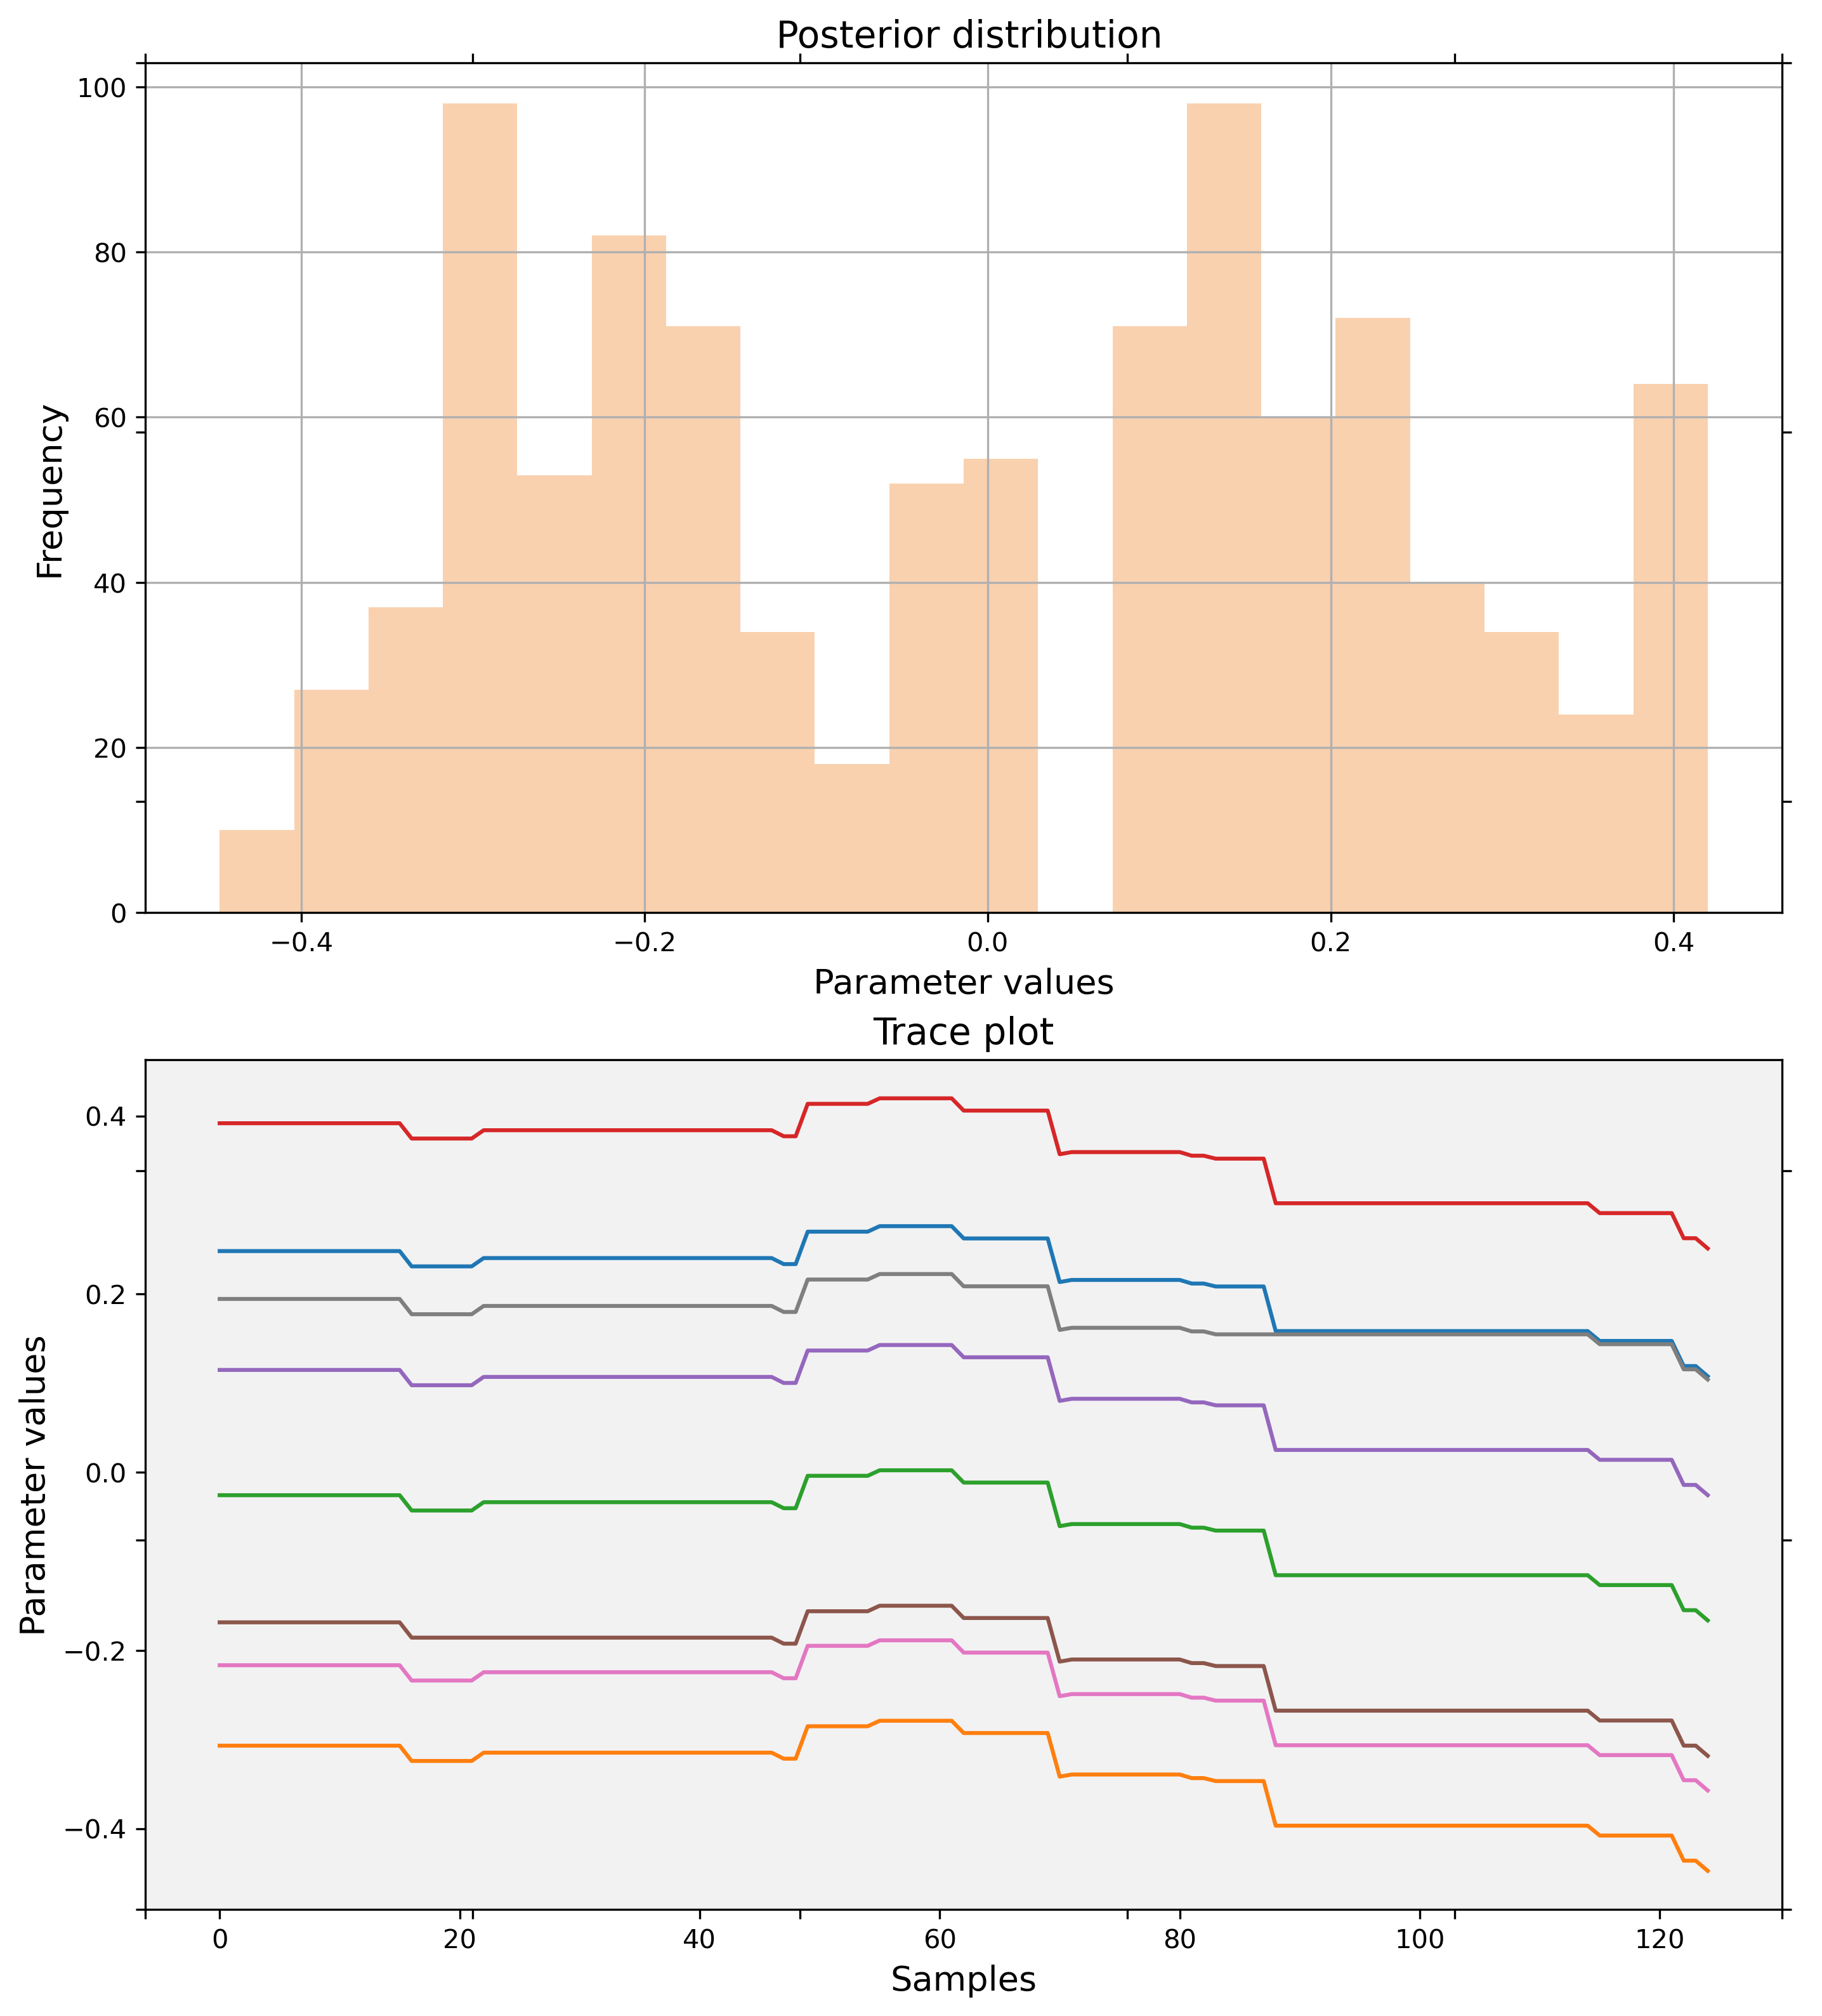 Posterior distribution
100
80
60
40
20
0
Frequency
−0.4 −0.2 0.0 0.2 0.4
Parameter values
Trace plot
0.4
0.2
0.0
−0.2
−0.4
Parameter values
0 20 40 60 80 100 120
Samples